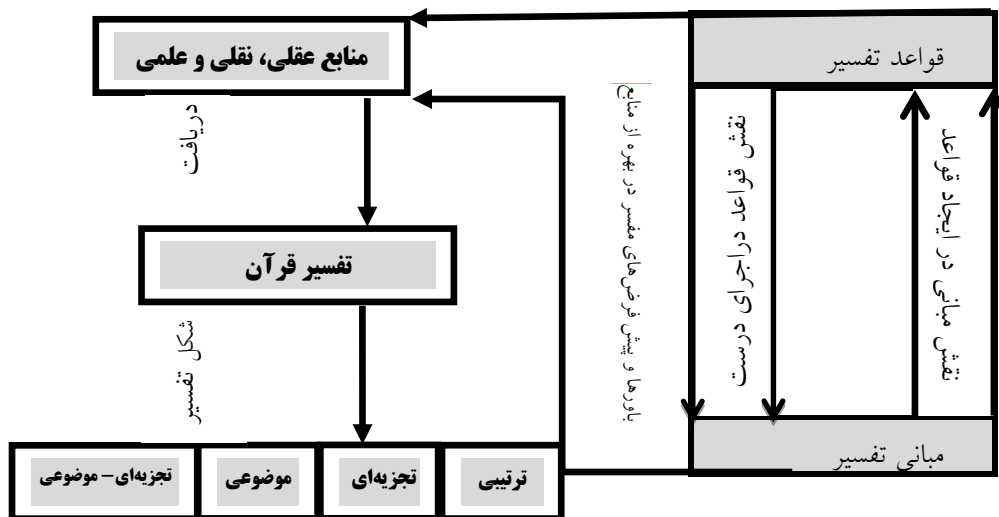 قواعد تفسیر
منابع عقلی، نقلی و علمی
دریافت
باورها و پیش فرض‌های مفسر در بهره از منابع
نقش قواعد دراجرای درست
نقش مبانی در ایجاد قواعد
تفسیر قرآن
شکل تفسیر
مبانی تفسیر
ترتیبی
تجزیه‌ای
موضوعی
تجزیه‌ای – موضوعی